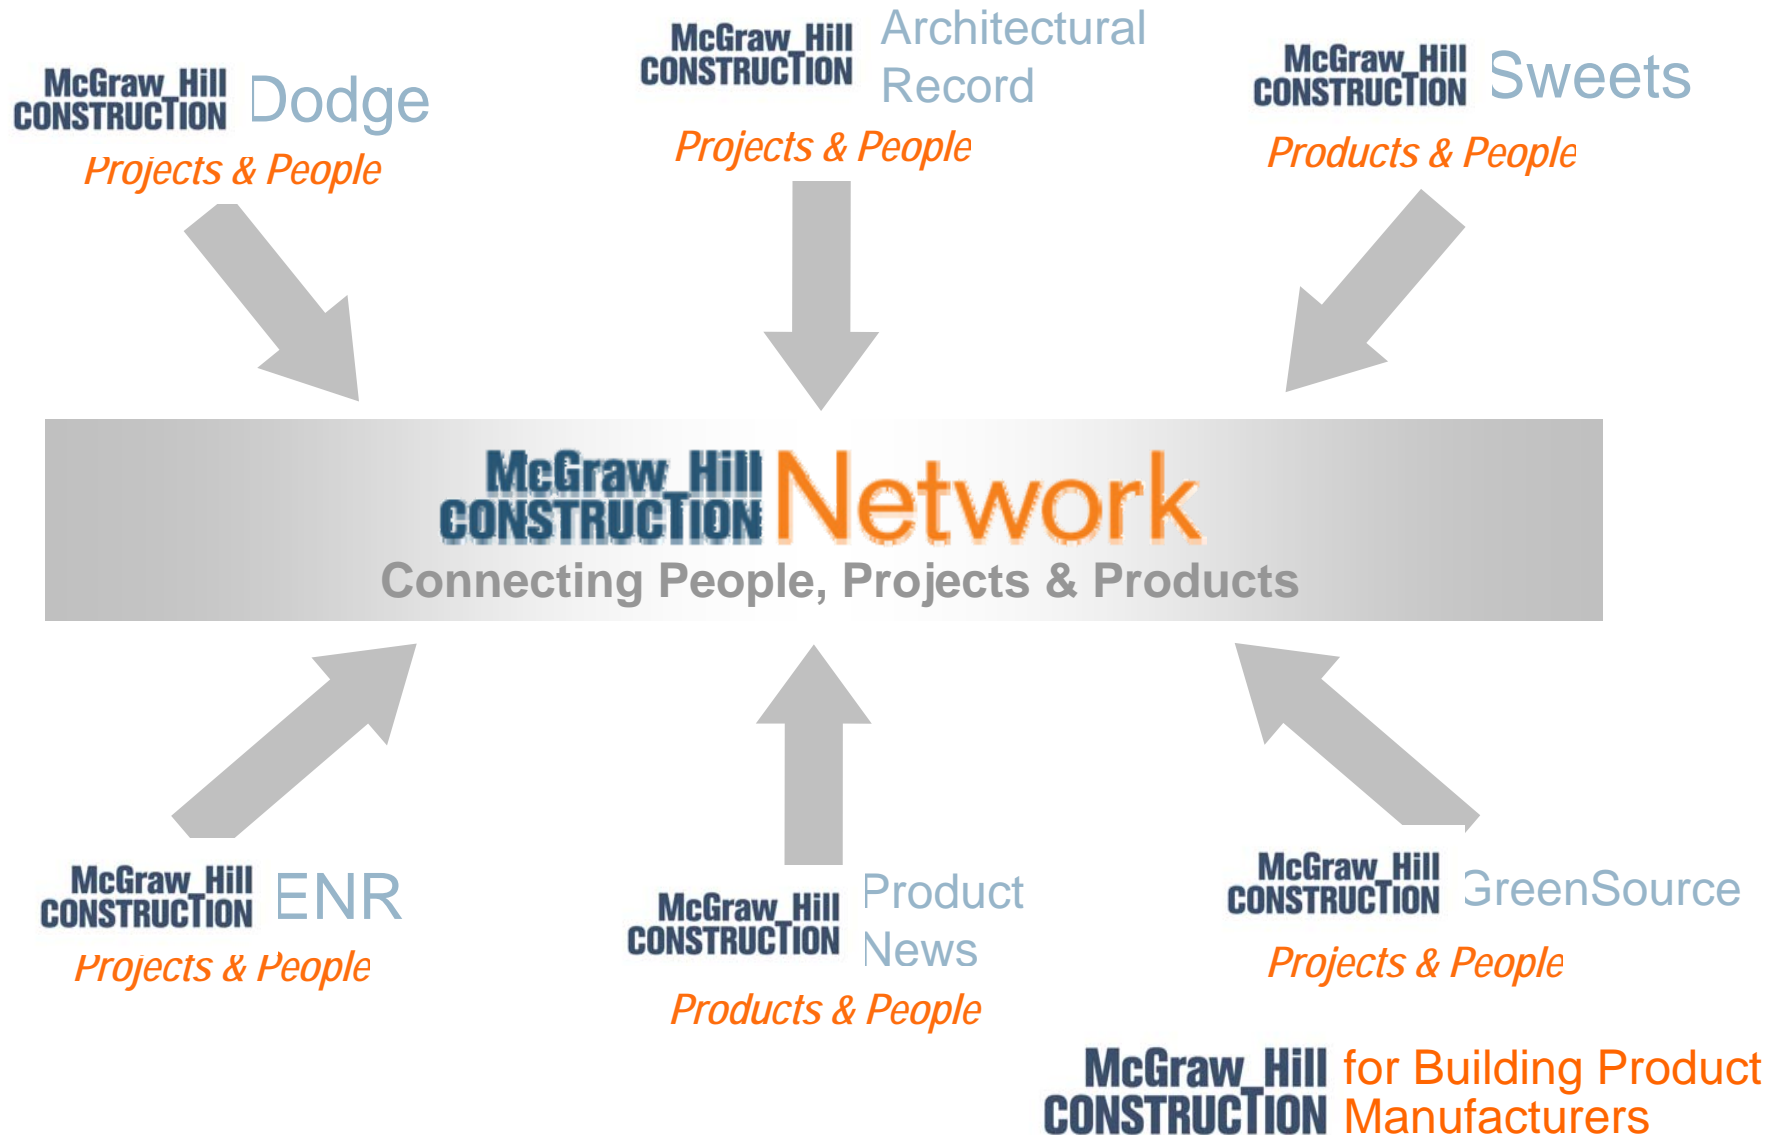 McGraw_Hill
CONSTRUCTION
Dodge
Projects & People
McGraw_Hill
CONSTRUCTION
Architectural
Record
Projects & People
McGraw_Hill
CONSTRUCTION
Sweets
Products & People
McGraw_Hill
CONSTRUCTION
Network
Connecting People, Projects & Products
McGraw_Hill
CONSTRUCTION
ENR
Projects & People
McGraw_Hill
CONSTRUCTION
Product
News
Products & People
McGraw_Hill
CONSTRUCTION
GreenSource
Projects & People
McGraw_Hill
CONSTRUCTION
for Building Product
Manufacturers